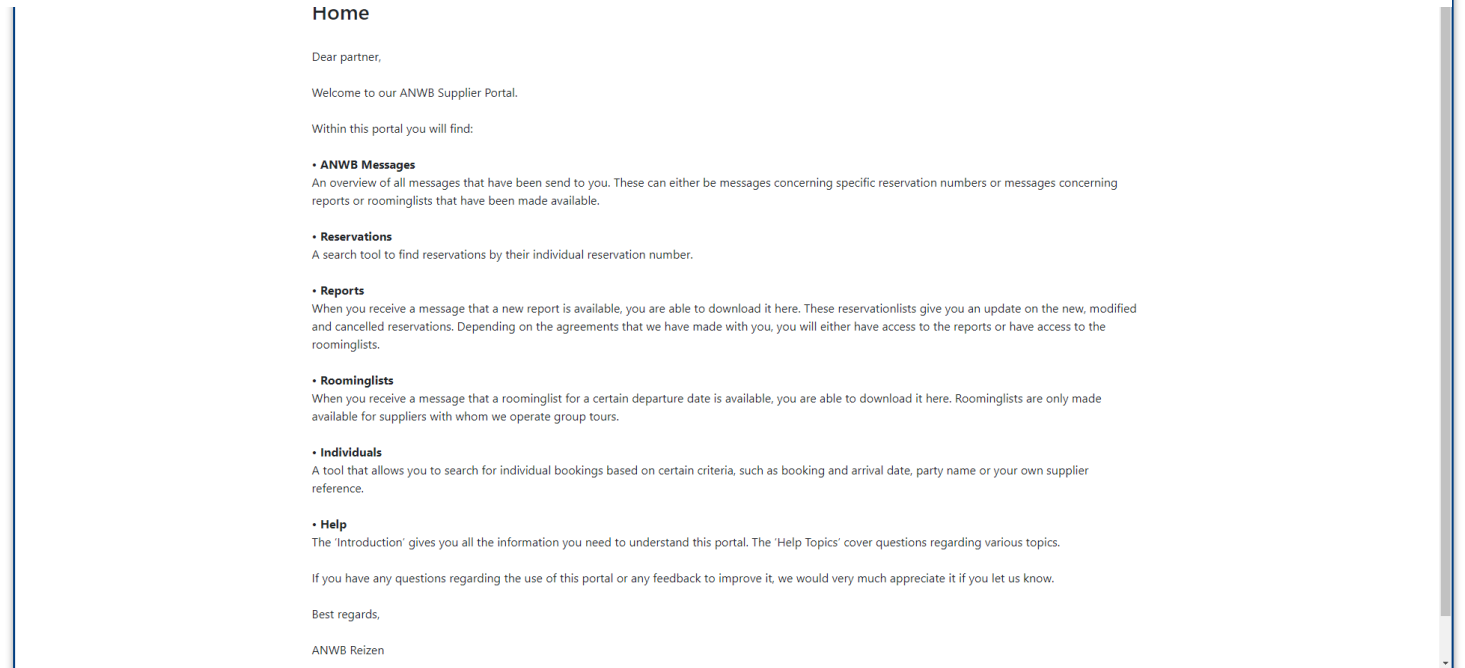 Home
Dear partner,
Welcome to our ANWB Supplier Portal.
Within this portal you will find:
• ANWB Messages
An overview of all messages that have been send to you. These can either be messages concerning specific reservation numbers or messages concerning
reports or roominglists that have been made available.
• Reservations
A search tool to find reservations by their individual reservation number.
• Reports
When you receive a message that a new report is available, you are able to download it here. These reservationlists give you an update on the new, modified
and cancelled reservations. Depending on the agreements that we have made with you, you will either have access to the reports or have access to the
roominglists.
• Roominglists
When you receive a message that a roominglist for a certain departure date is available, you are able to download it here. Roominglists are only made
available for suppliers with whom we operate group tours.
• Individuals
A tool that allows you to search for individual bookings based on certain criteria, such as booking and arrival date, party name or your own supplier
reference.
• Help
The ‘Introduction’ gives you all the information you need to understand this portal. The ‘Help Topics’ cover questions regarding various topics.
If you have any questions regarding the use of this portal or any feedback to improve it, we would very much appreciate it if you let us know.
Best regards,
ANWB Reizen